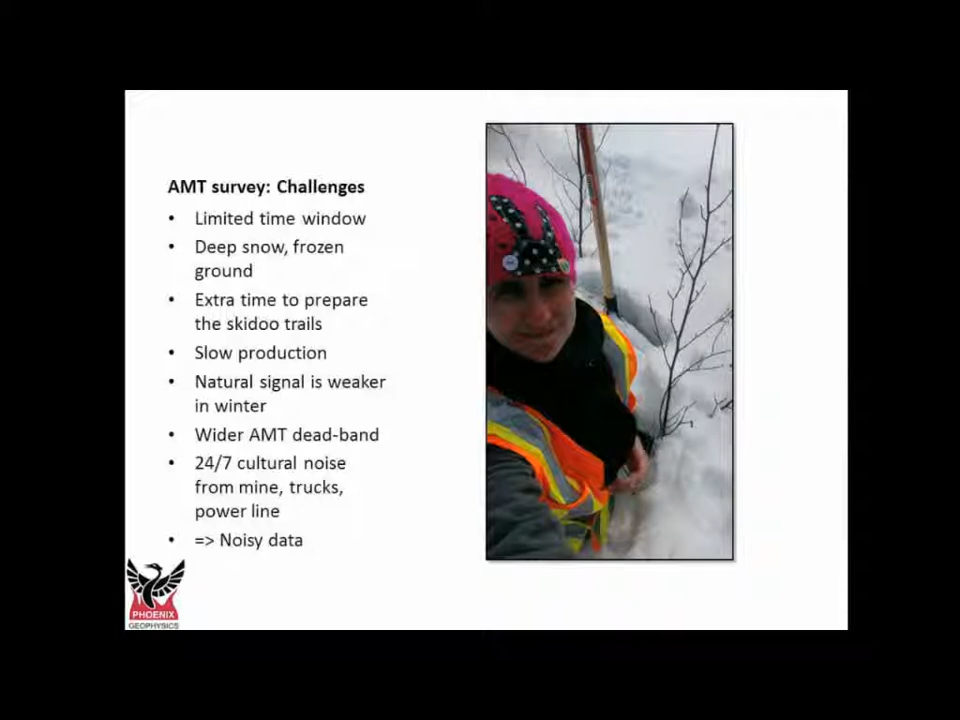 AMT survey: Challenges
• Limited time window
• Deep snow, frozen
ground
• Extra time to prepare
the skidoo trails
• Slow production
• Natural signal is weaker
in winter
• Wider AMT dead-band
• 24/7 cultural noise
from mine, trucks,
power line
• => Noisy data
PHOENIX
GEOPHYSICS